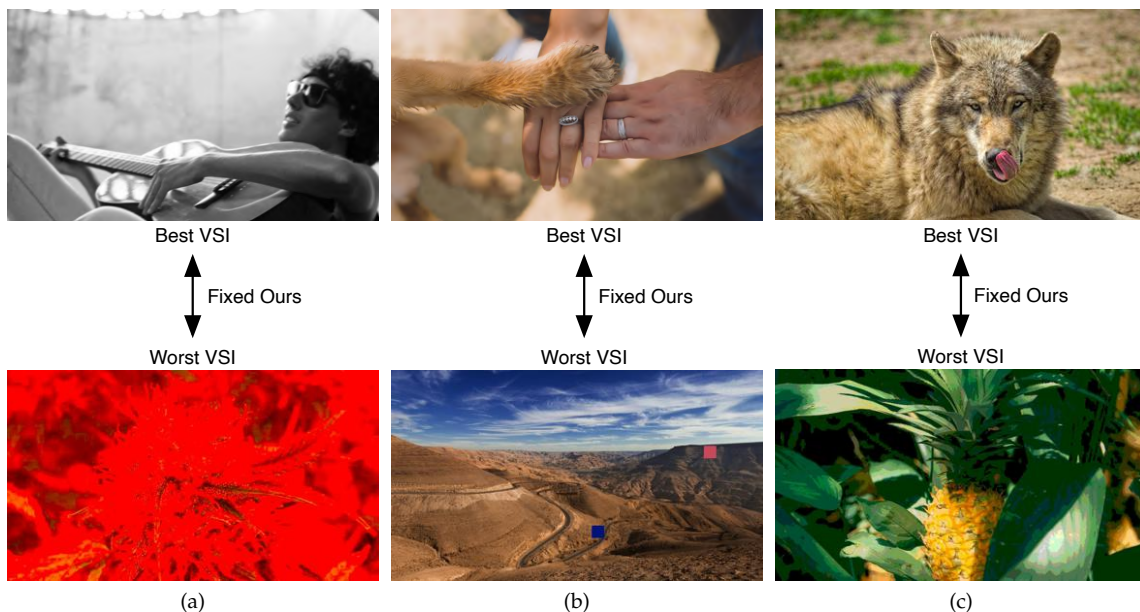 Best VSI Best VSI Best VSI
Fixed Ours Fixed Ours Fixed Ours
Worst VSI Worst VSI Worst VSI
(a) (b) (c)